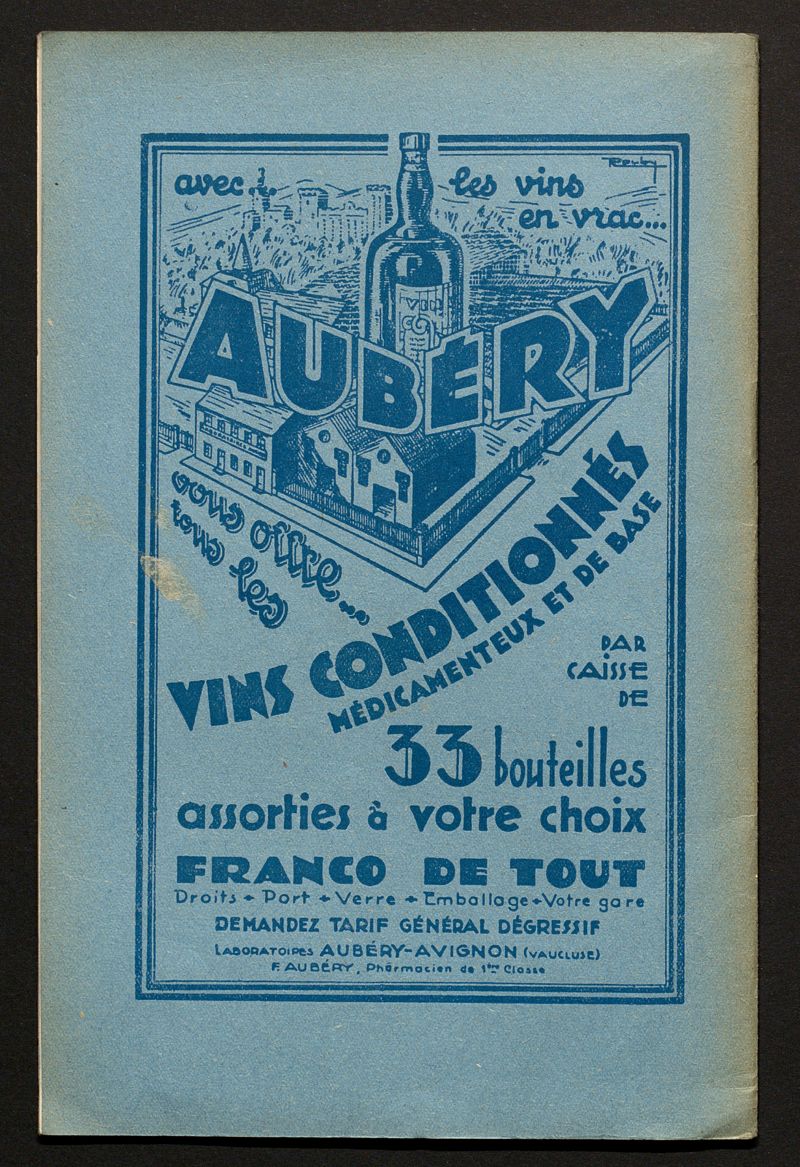 avec... les vins
en vrac...
VIN
AUBÉRY
vous offre...
tous les
VINS CONDITIONNÉS
MÉDICAMENTEUX ET DE BASE
PAR
CAISSE
DE
33 bouteilles
assorties à votre choix
FRANCO DE TOUT
Droits + Port + Verre + Emballage + Votre gare
DEMANDEZ TARIF GÉNÉRAL DÉGRESSIF
LABORATOIRES AUBÉRY-AVIGNON (VAUCLUSE)
F. AUBÉRY, Pharmacien de 1ère Classe